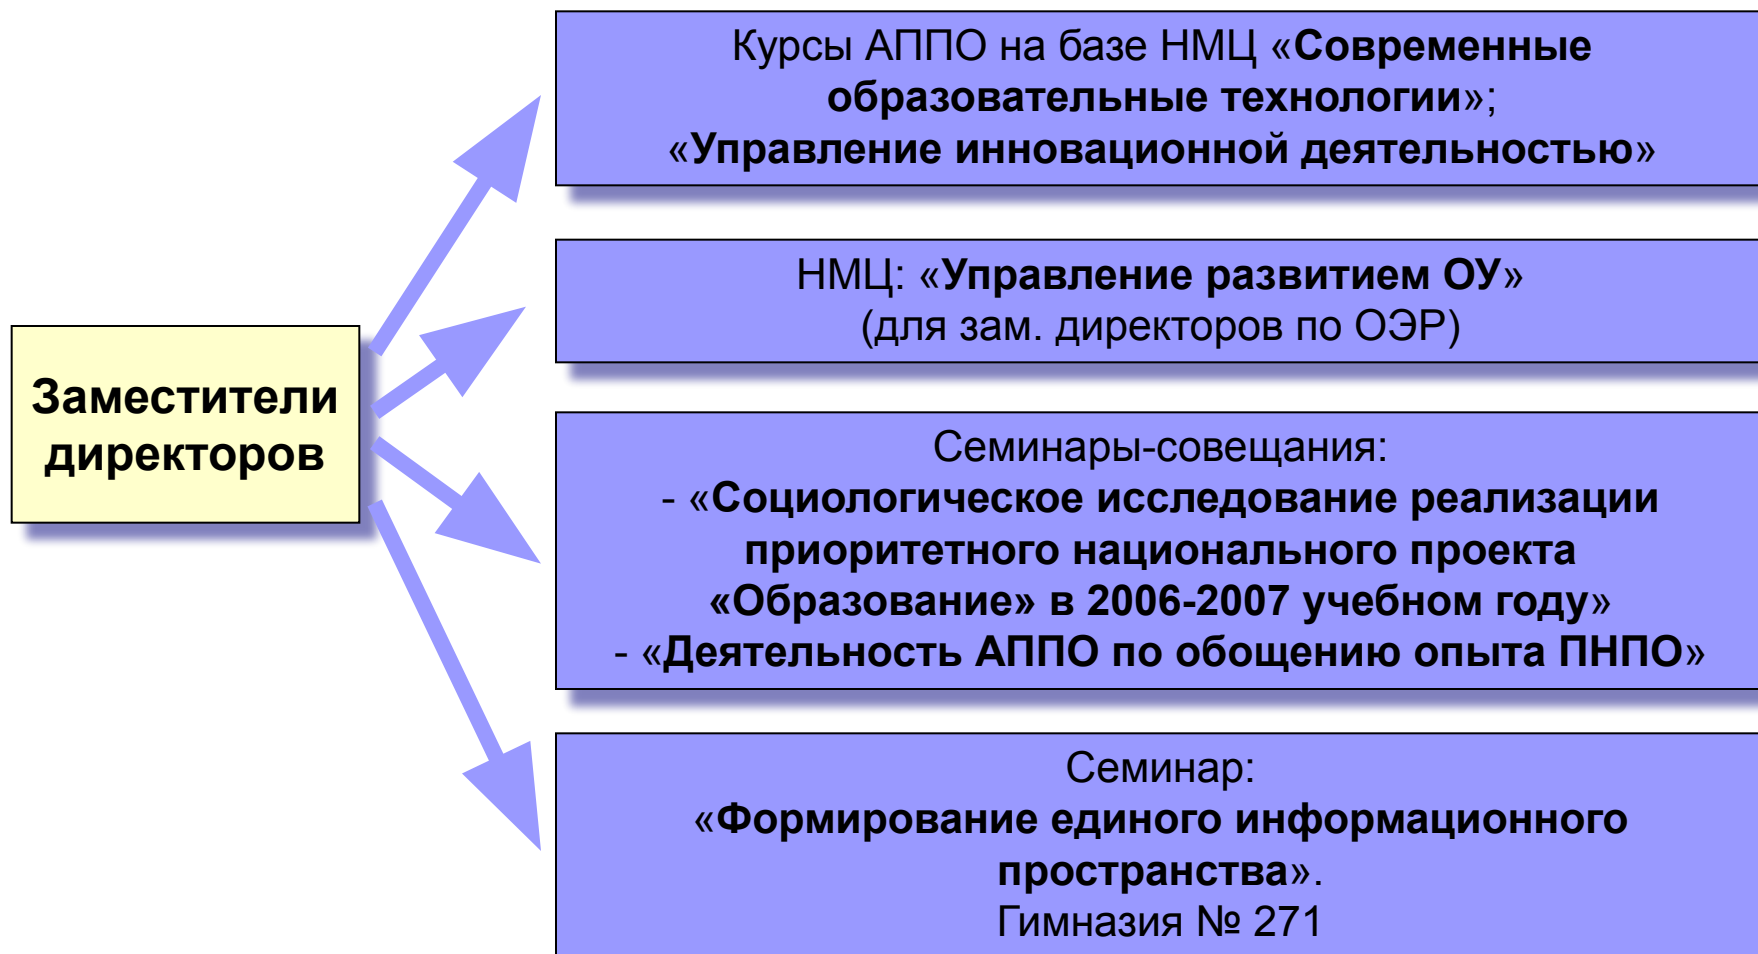 Курсы АППО на базе НМЦ «Современные
образовательные технологии»;
«Управление инновационной деятельностью»
НМЦ: «Управление развитием ОУ»
(для зам. директоров по ОЭР)
Заместители
директоров
Семинары-совещания:
- «Социологическое исследование реализации
приоритетного национального проекта
«Образование» в 2006-2007 учебном году»
- «Деятельность АППО по обощению опыта ПНПО»
Семинар:
«Формирование единого информационного
пространства».
Гимназия № 271